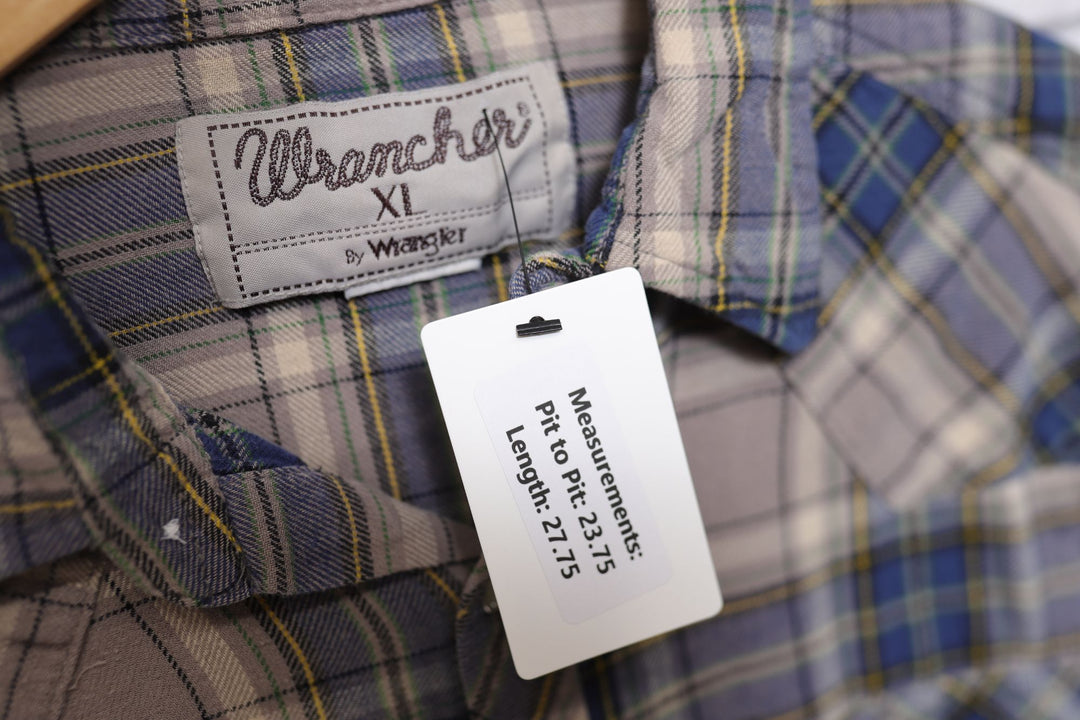 Wrancher®
XL
By Wrangler
Measurements:
Pit to Pit: 23.75
Length: 27.75